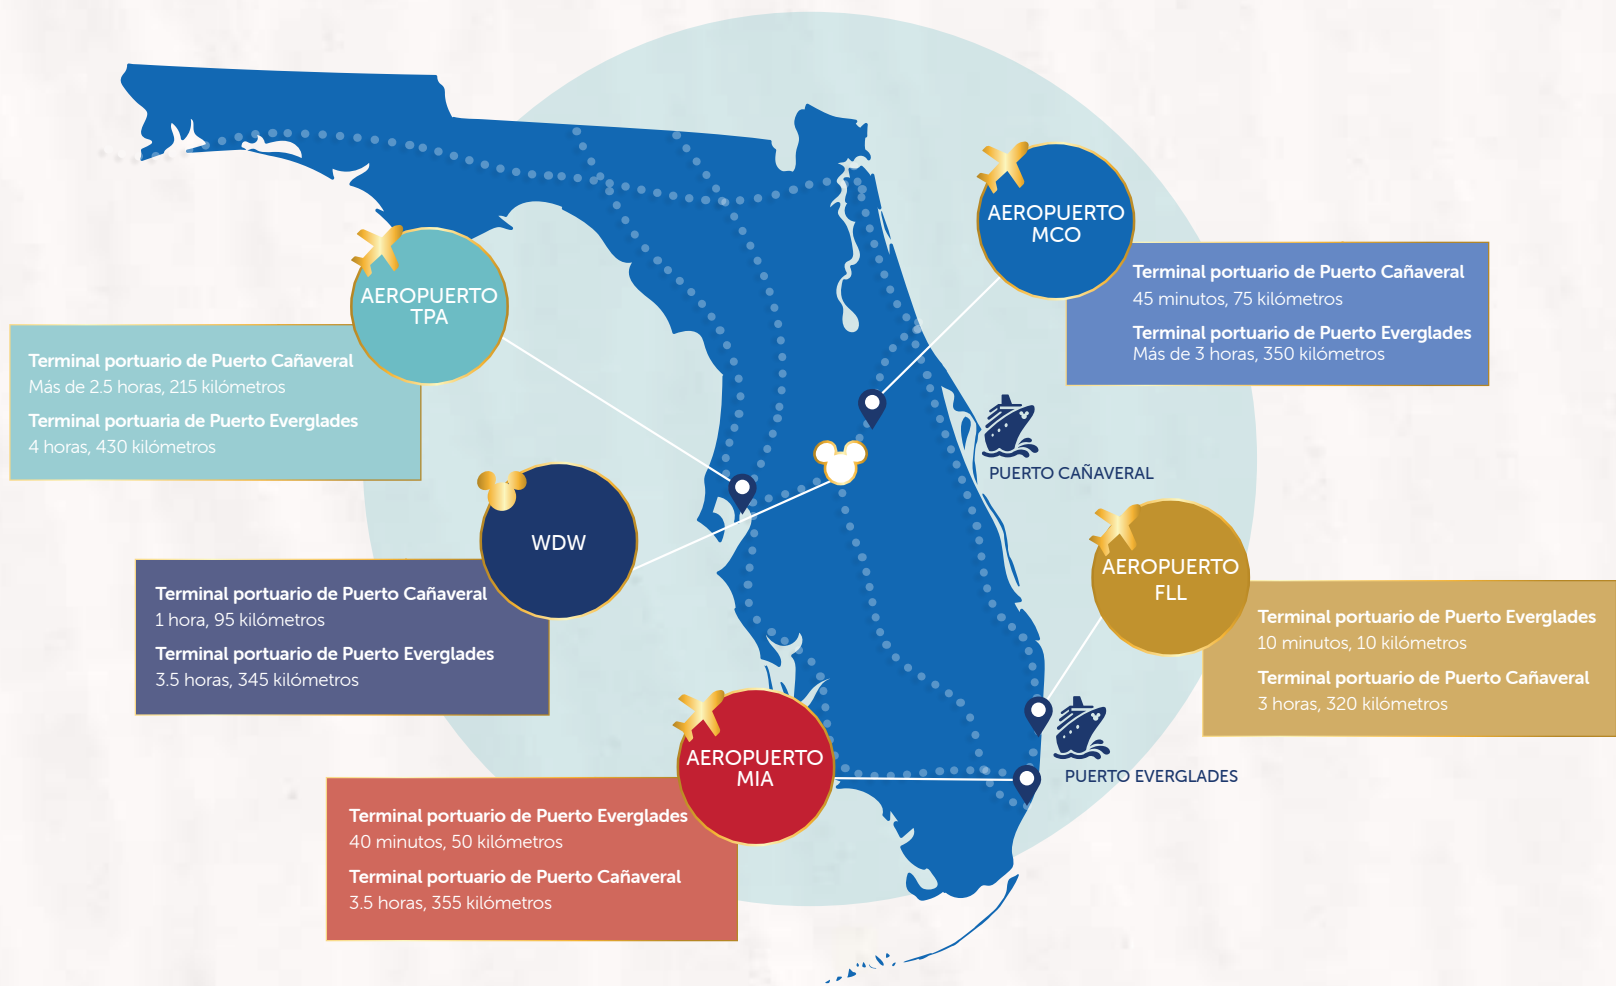 AEROPUERTO
MCO
Terminal portuario de Puerto Cañaveral
45 minutos, 75 kilómetros
Terminal portuario de Puerto Everglades
Más de 3 horas, 350 kilómetros
AEROPUERTO
TPA
Terminal portuario de Puerto Cañaveral
Más de 2.5 horas, 215 kilómetros
Terminal portuaria de Puerto Everglades
4 horas, 430 kilómetros
PUERTO CAÑAVERAL
WDW
Terminal portuario de Puerto Cañaveral
1 hora, 95 kilómetros
Terminal portuario de Puerto Everglades
3.5 horas, 345 kilómetros
AEROPUERTO
FLL
Terminal portuario de Puerto Everglades
10 minutos, 10 kilómetros
Terminal portuario de Puerto Cañaveral
3 horas, 320 kilómetros
PUERTO EVERGLADES
AEROPUERTO
MIA
Terminal portuario de Puerto Everglades
40 minutos, 50 kilómetros
Terminal portuario de Puerto Cañaveral
3.5 horas, 355 kilómetros